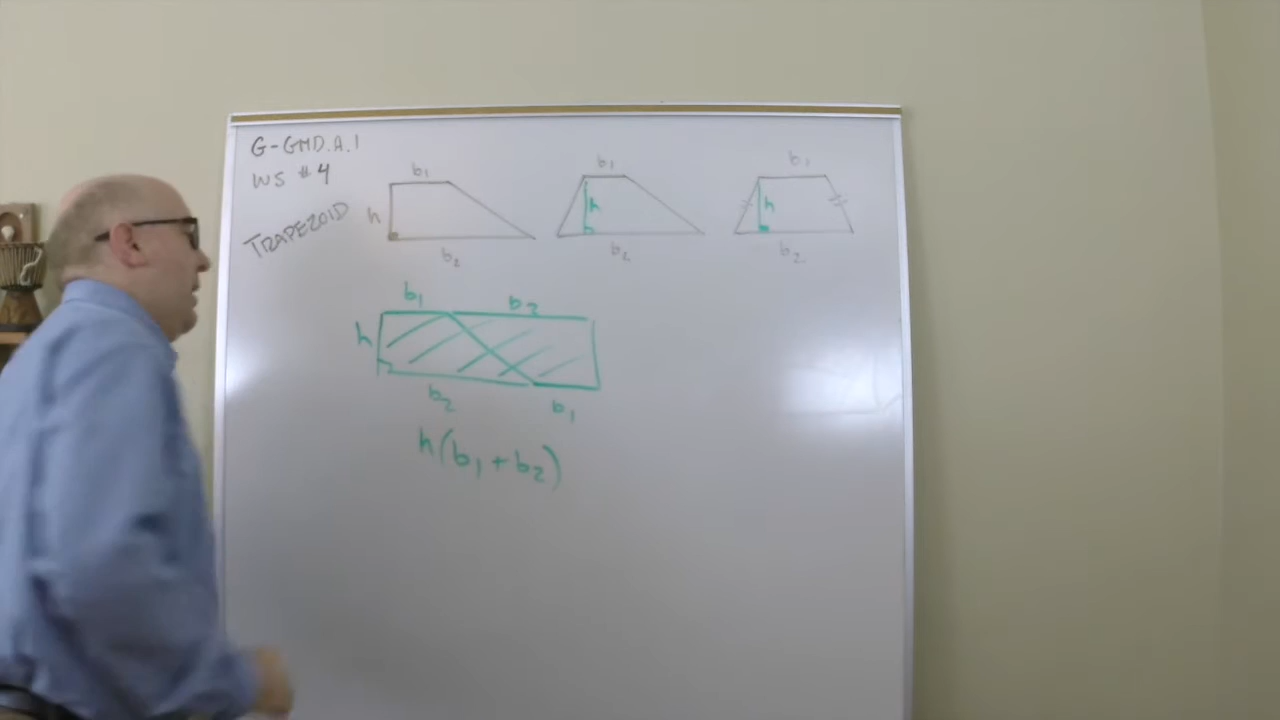 G-GMD.A.1
WS #4
TRAPEZOID
b1
h
b2
b1
h
b2
b1
h
b2
b1 b2
h
b2 b1
h(b1+b2)